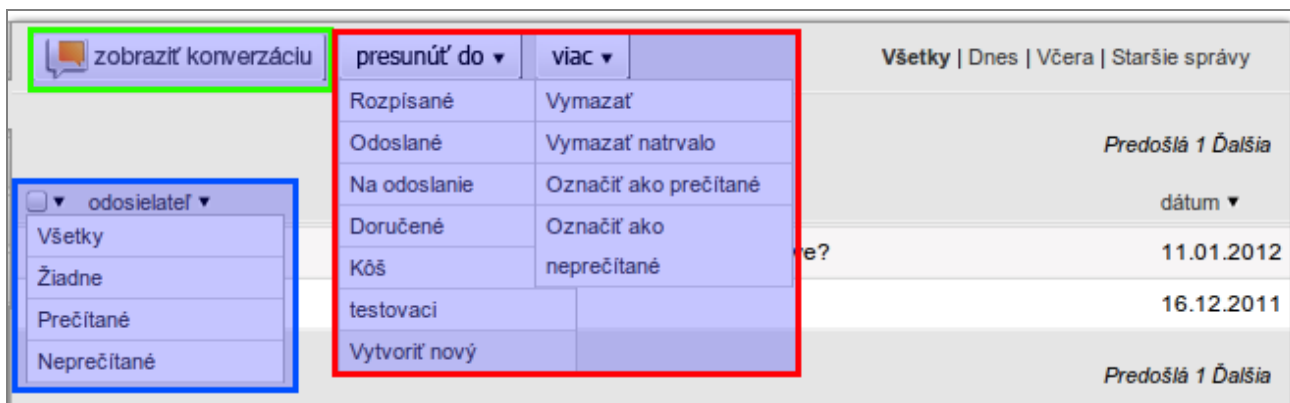 zobraziť konverzáciu presunúť do ▾ viac ▾ Všetky | Dnes | Včera | Staršie správy
Rozpísané Vymazať
Odoslané Vymazať natrvalo Predošlá 1 Ďalšia
Na odoslanie Označiť ako prečítané
odosielateľ ▾ dátum ▾
Doručené Označiť ako
Všetky
Kôš neprečítané 11.01.2012
Žiadne
testovaci 16.12.2011
Prečítané
Vytvoriť nový
Neprečítané Predošlá 1 Ďalšia